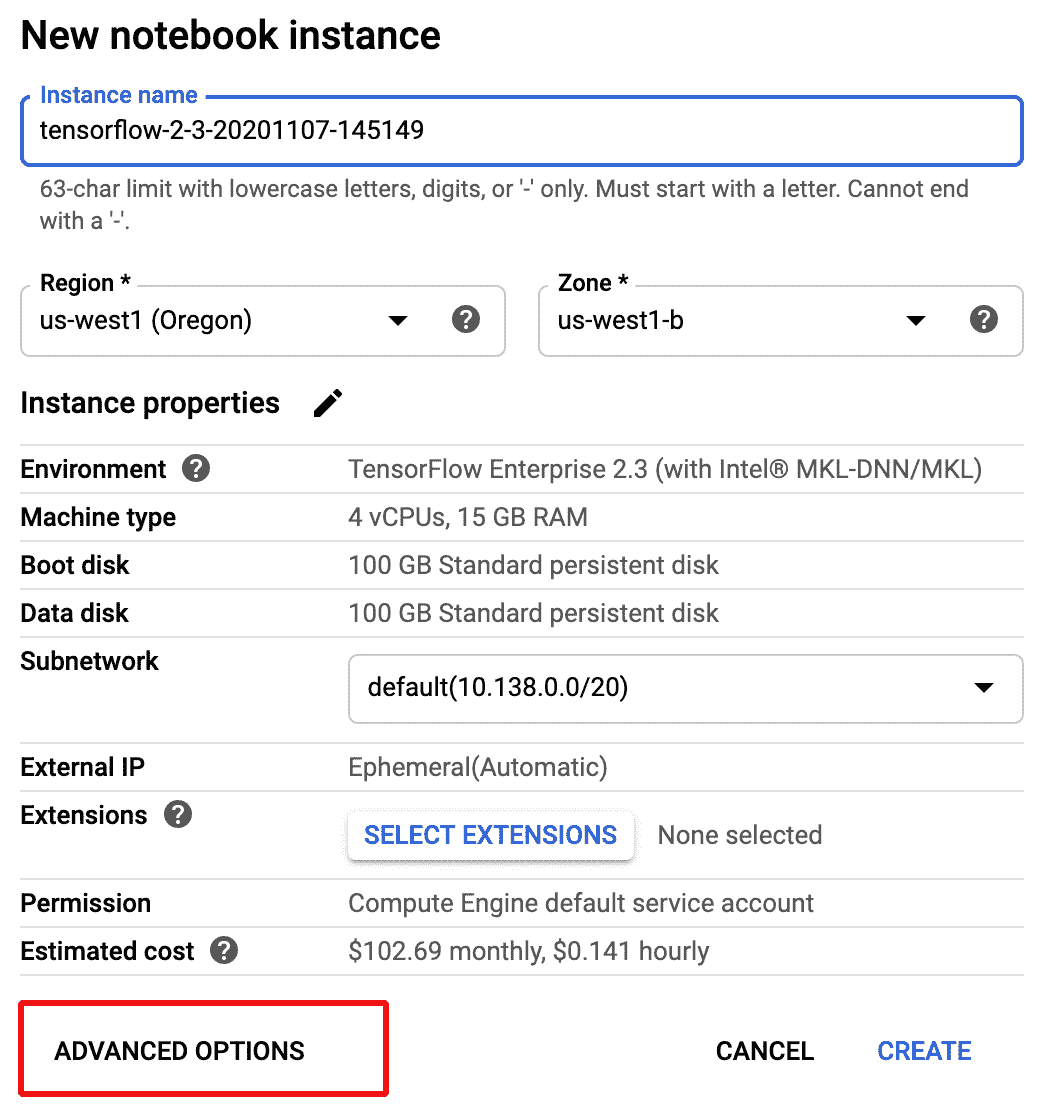 New notebook instance
Instance name
tensorflow-2-3-20201107-145149
63-char limit with lowercase letters, digits, or '-' only. Must start with a letter. Cannot end
with a '-'.
Region * Zone *
us-west1 (Oregon) ? us-west1-b ?
Instance properties
Environment ? TensorFlow Enterprise 2.3 (with Intel® MKL-DNN/MKL)
Machine type 4 vCPUs, 15 GB RAM
Boot disk 100 GB Standard persistent disk
Data disk 100 GB Standard persistent disk
Subnetwork
default(10.138.0.0/20)
External IP Ephemeral(Automatic)
Extensions ?
SELECT EXTENSIONS None selected
Permission Compute Engine default service account
Estimated cost ? $102.69 monthly, $0.141 hourly
ADVANCED OPTIONS CANCEL CREATE